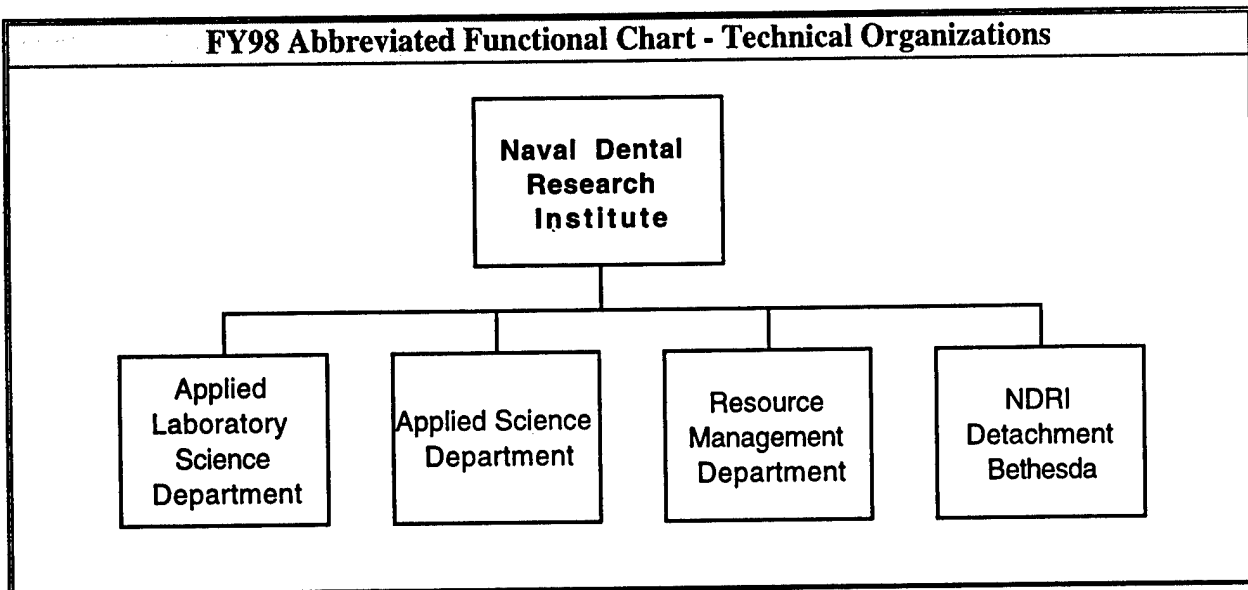 FY98 Abbreviated Functional Chart - Technical Organizations
Naval Dental
Research
Institute
Applied
Laboratory
Science
Department
Applied Science
Department
Resource
Management
Department
NDRI
Detachment
Bethesda